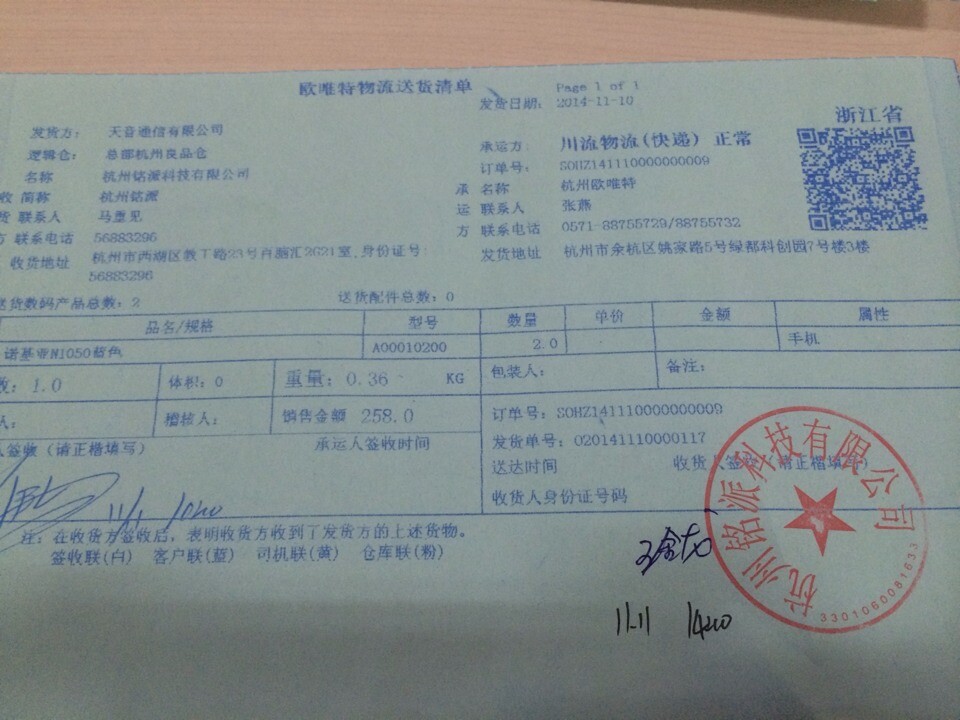 欧唯特物流送货清单
Page 1 of 1
发货日期: 2014-11-10
浙江省
发货方: 天音通信有限公司
承运方: 川流物流(快递) 正常
逻辑仓: 总部杭州良品仓
订单号: SOHZ141110000000009
名称 杭州铭派科技有限公司
承 名称 杭州欧唯特
收 简称 杭州铭派
运 联系人 张燕
货 联系人
方 联系电话 0571-88755729/88755732
方 联系电话 56883296
发货地址 杭州市余杭区姚家路5号绿都科创园7号楼3楼
收货地址 杭州市西湖区教工路23号百脑汇2G21室,身份证号:
56883296
送货数码产品总数: 2 送货配件总数: 0
品名/规格 型号 数量 单价 金额 属性
诺基亚N1050蓝色 A00010200 2.0 手机
数: 1.0 体积: 0 重量: 0.36 KG 包装人: 备注:
人: 稽核人: 销售金额 258.0 订单号: SOHZ141110000000009
人签收(请正楷填写) 承运人签收时间 发货单号: 020141110000117
送达时间 收货人签收(请正楷填写)
收货人身份证号码
11/11
注: 在收货方签收后, 表明收货方收到了发货方的上述货物。
签收联(白) 客户联(蓝) 司机联(黄) 仓库联(粉)
杭州铭派科技有限公司
3301060081633
11.11